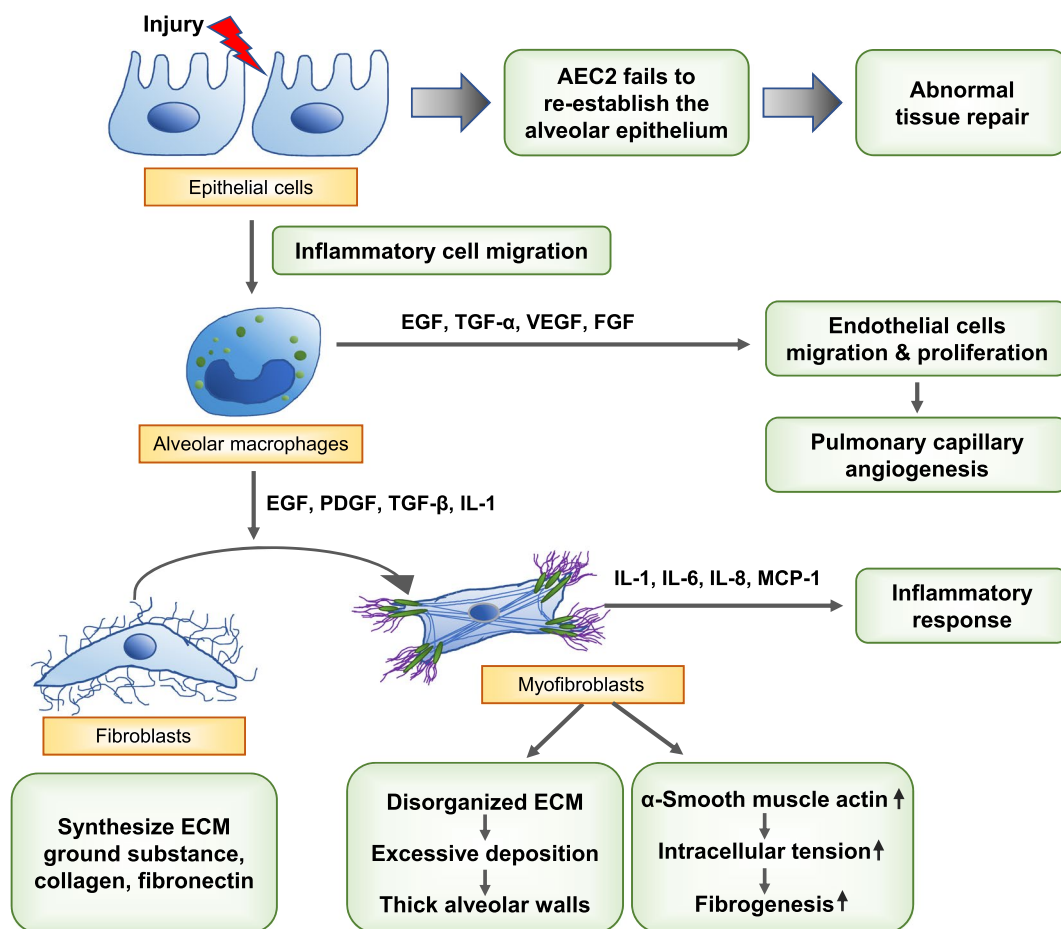 Injury
AEC2 fails to
re-establish the
alveolar epithelium
Abnormal
tissue repair
Epithelial cells
Inflammatory cell migration
EGF, TGF-α, VEGF, FGF
Endothelial cells
migration & proliferation
Alveolar macrophages
Pulmonary capillary
angiogenesis
EGF, PDGF, TGF-β, IL-1
IL-1, IL-6, IL-8, MCP-1
Inflammatory
response
Myofibroblasts
Fibroblasts
Synthesize ECM
ground substance,
collagen, fibronectin
Disorganized ECM
Excessive deposition
Thick alveolar walls
α-Smooth muscle actin
Intracellular tension
Fibrogenesis